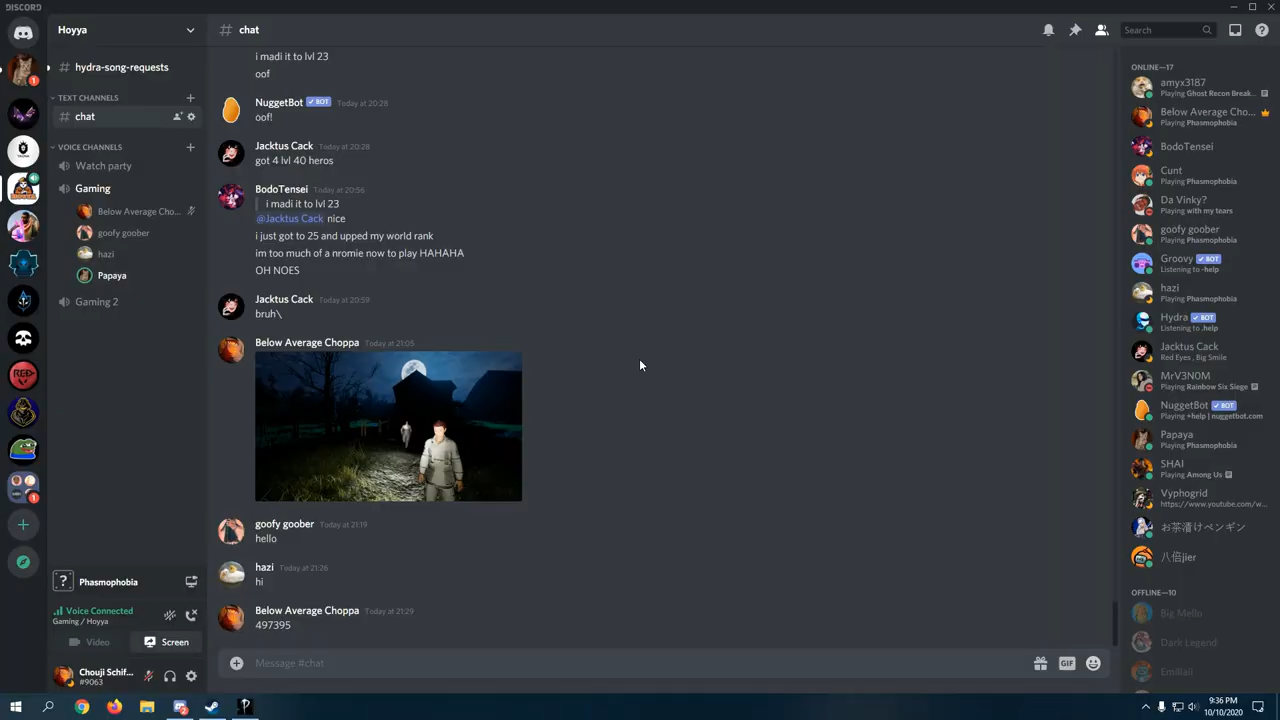 DISCORD
Hoyya
# chat
Search
hydra-song-requests
TEXT CHANNELS
chat
VOICE CHANNELS
Watch party
Gaming
Below Average Cho...
goofy goober
hazi
Papaya
Gaming 2
? Phasmophobia
Voice Connected
Gaming / Hoyya
Video
Screen
Chouji Schif...
#9063
i madi it to lvl 23
oof
NuggetBot BOT Today at 20:28
oof!
Jacktus Cack Today at 20:28
got 4 lvl 40 heros
BodoTensei Today at 20:56
i madi it to lvl 23
@Jacktus Cack nice
i just got to 25 and upped my world rank
im too much of a nromie now to play HAHAHA
OH NOES
Jacktus Cack Today at 20:59
bruh\
Below Average Choppa Today at 21:05
goofy goober Today at 21:19
hello
hazi Today at 21:26
hi
Below Average Choppa Today at 21:29
497395
Message #chat
GIF
ONLINE—17
amyx3187
Playing Ghost Recon Break...
Below Average Cho...
Playing Phasmophobia
BodoTensei
Cunt
Playing Phasmophobia
Da Vinky?
Playing with my tears
goofy goober
Playing Phasmophobia
Groovy BOT
Listening to -help
hazi
Playing Phasmophobia
Hydra BOT
Listening to .help
Jacktus Cack
Red Eyes , Big Smile
MrV3N0M
Playing Rainbow Six Siege
NuggetBot BOT
Playing +help | nuggetbot.com
Papaya
Playing Phasmophobia
SHAI
Playing Among Us
Vyphogrid
https://www.youtube.com/w...
お茶漬けペンギン
八倍jier
OFFLINE—10
Big Mello
Dark Legend
Emiliaii
1
1
9:36 PM
10/10/2020